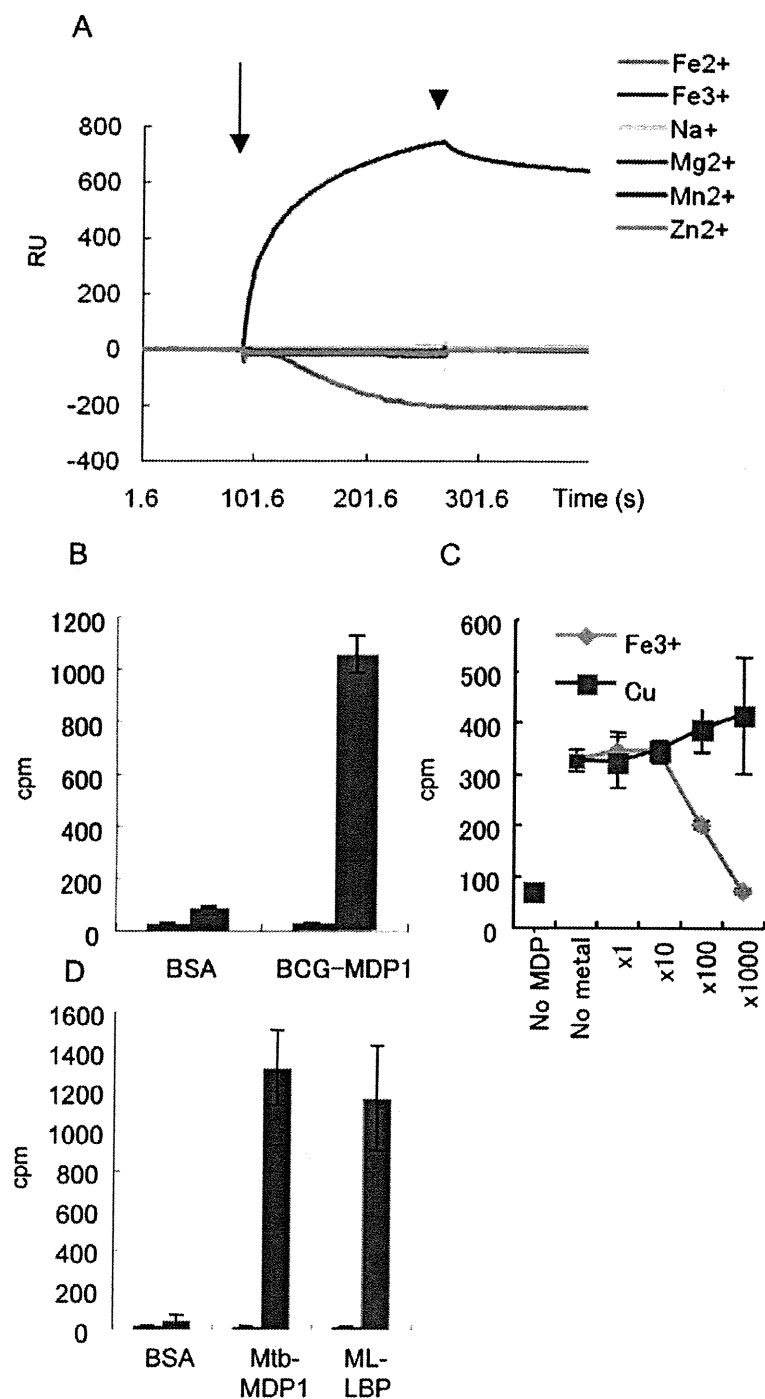 A
Fe2+
Fe3+
Na+
Mg2+
Mn2+
Zn2+
800
600
400
200
0
-200
-400
RU
1.6 101.6 201.6 301.6 Time (s)
B
1200
1000
800
600
400
200
0
cpm
BSA BCG-MDP1
C
600
500
400
300
200
100
0
cpm
Fe3+
Cu
No MDP
No metal
x1
x10
x100
x1000
D
1600
1400
1200
1000
800
600
400
200
0
cpm
BSA Mtb- ML-
MDP1 LBP